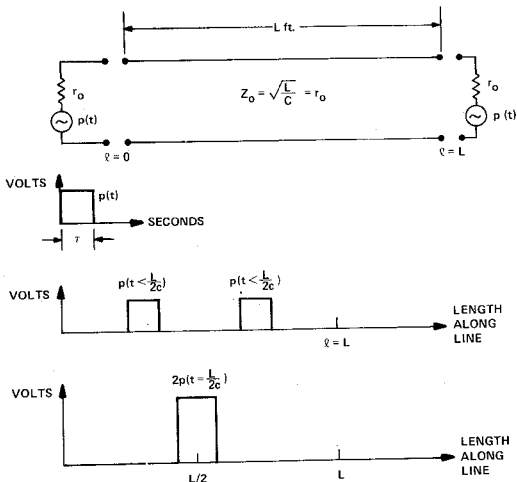 L ft.
r₀
p(t)
Z₀ = √(L/C) = r₀
r₀
p(t)
ℓ = 0
ℓ = L
VOLTS
p(t)
SECONDS
τ
VOLTS
p(t < L/2c)
p(t < L/2c)
ℓ = L
LENGTH
ALONG
LINE
VOLTS
2p(t = L/2c)
L/2
L
LENGTH
ALONG
LINE